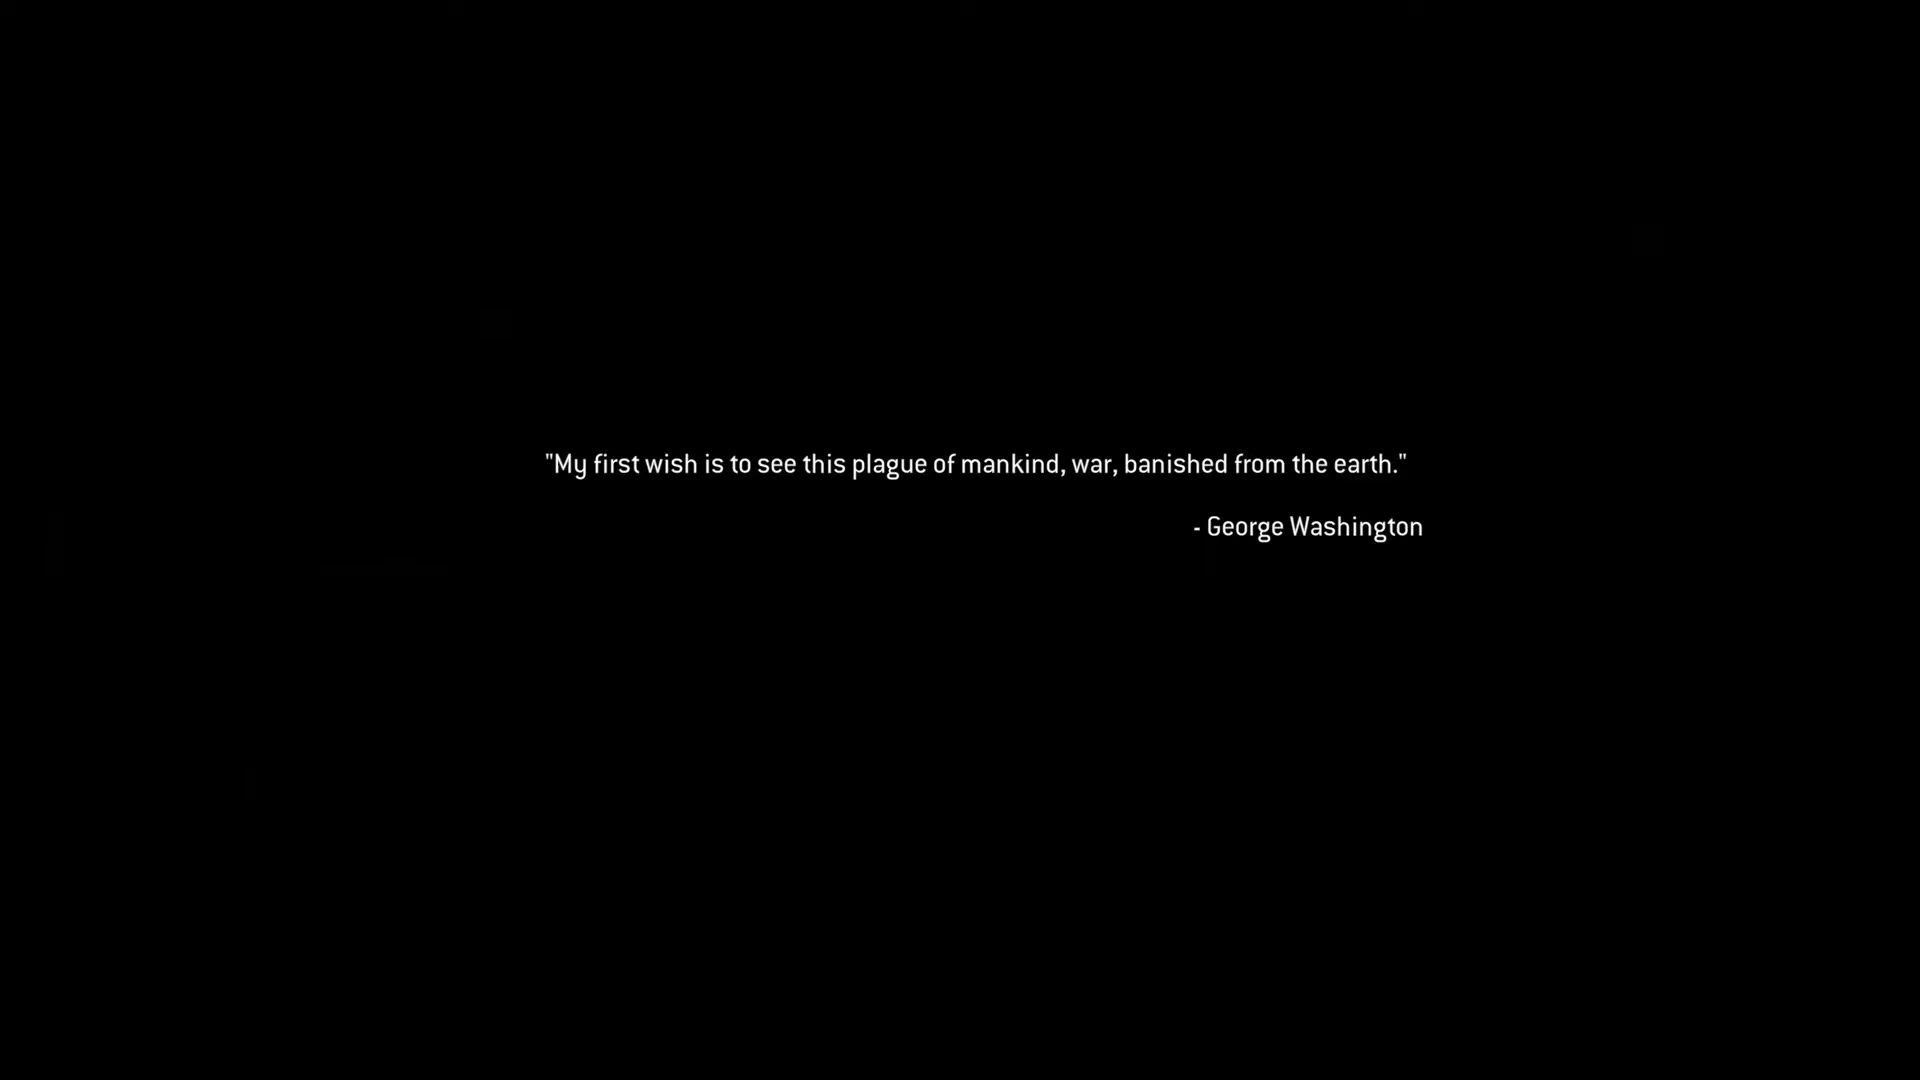 "My first wish is to see this plague of mankind, war, banished from the earth."
- George Washington